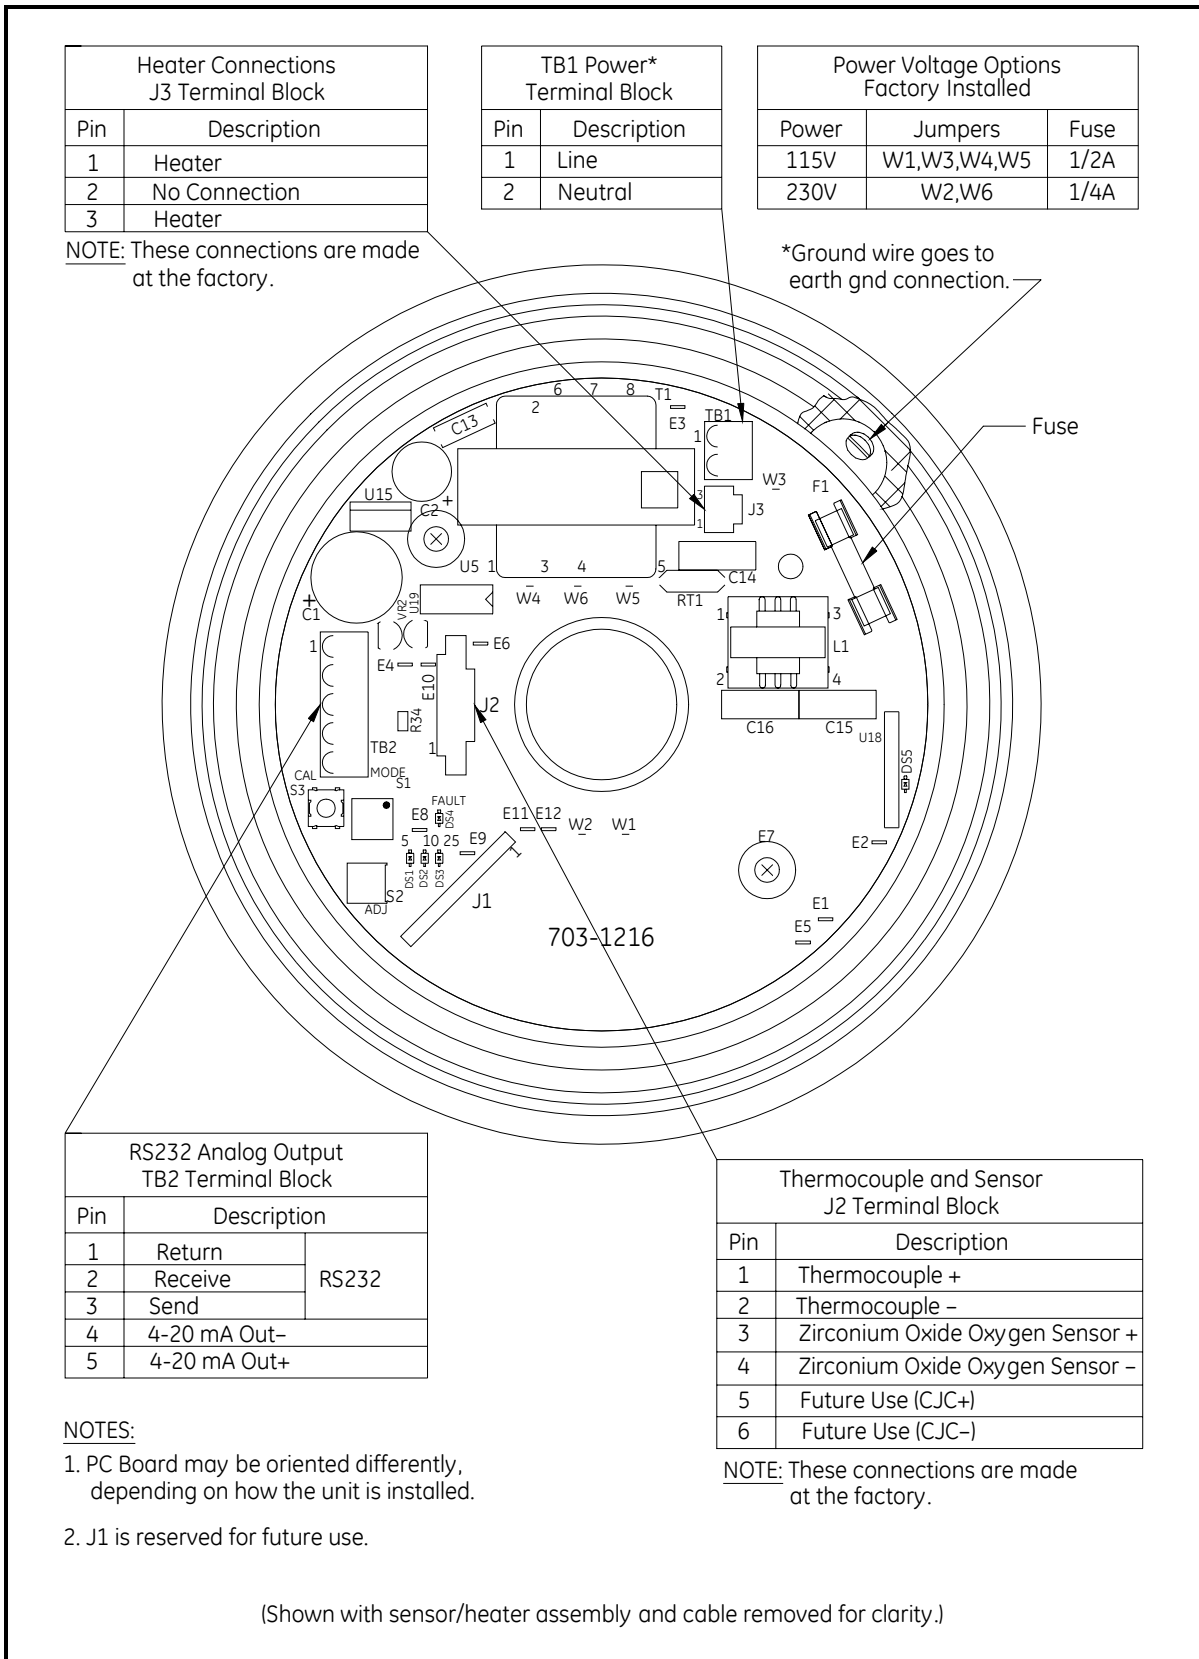 Heater Connections
J3 Terminal Block
Pin Description
1 Heater
2 No Connection
3 Heater
NOTE: These connections are made
at the factory.
TB1 Power*
Terminal Block
Pin Description
1 Line
2 Neutral
Power Voltage Options
Factory Installed
Power Jumpers Fuse
115V W1,W3,W4,W5 1/2A
230V W2,W6 1/4A
*Ground wire goes to
earth gnd connection.
Fuse
6 7 8 T1
2
E3
TB1
1
C13
W3
F1
U15
+
C2
3
J3
1
U5 1 3 4 5
C14
W4 W6 W5 RT1
+
C1
VR2
U19
1 3
L1
2 4
1
E6
E4
E10
J2
R34
1
TB2
C16 C15
U18
DS5
CAL
S3
MODE
S1
FAULT
DS4
E8
E11 E12 W2 W1
5 10 25 E9
DS1
DS2
DS3
1
E7
E2
S2
ADJ
J1
E1
E5
703-1216
RS232 Analog Output
TB2 Terminal Block
Pin Description
1 Return
2 Receive RS232
3 Send
4 4-20 mA Out–
5 4-20 mA Out+
Thermocouple and Sensor
J2 Terminal Block
Pin Description
1 Thermocouple +
2 Thermocouple –
3 Zirconium Oxide Oxygen Sensor +
4 Zirconium Oxide Oxygen Sensor –
5 Future Use (CJC+)
6 Future Use (CJC–)
NOTE: These connections are made
at the factory.
NOTES:
1. PC Board may be oriented differently,
depending on how the unit is installed.
2. J1 is reserved for future use.
(Shown with sensor/heater assembly and cable removed for clarity.)